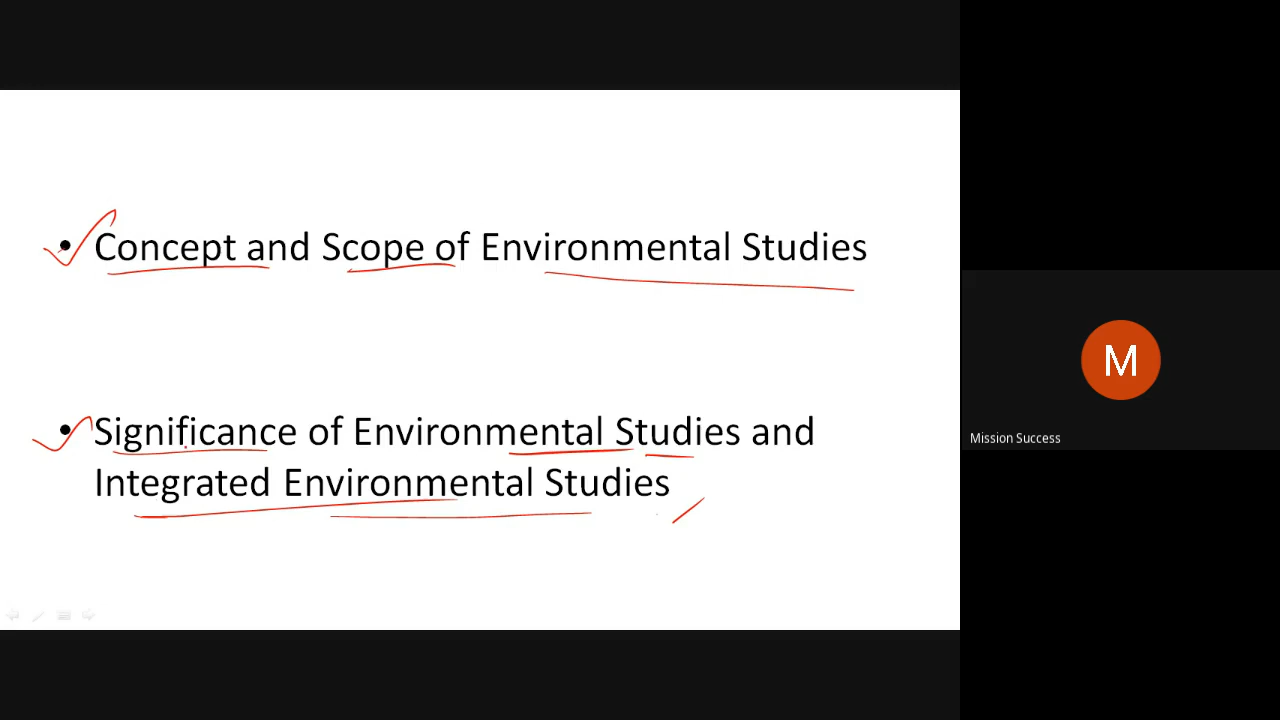 • Concept and Scope of Environmental Studies
• Significance of Environmental Studies and
Integrated Environmental Studies
M
Mission Success